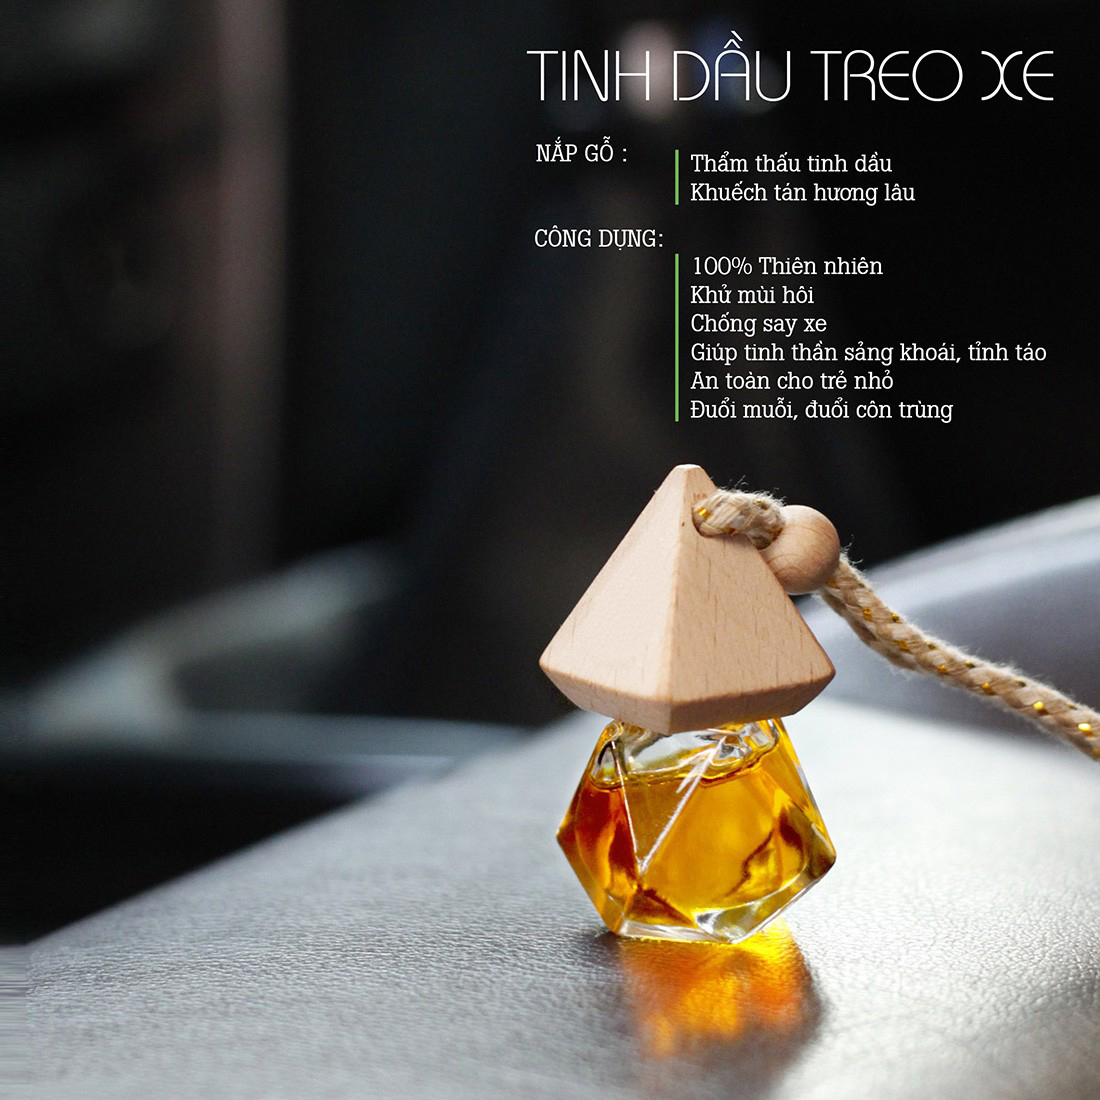 TINH DẦU TREO XE
NẮP GỖ :
Thẩm thấu tinh dầu
Khuếch tán hương lâu
CÔNG DỤNG:
100% Thiên nhiên
Khử mùi hôi
Chống say xe
Giúp tinh thần sảng khoái, tỉnh táo
An toàn cho trẻ nhỏ
Đuổi muỗi, đuổi côn trùng